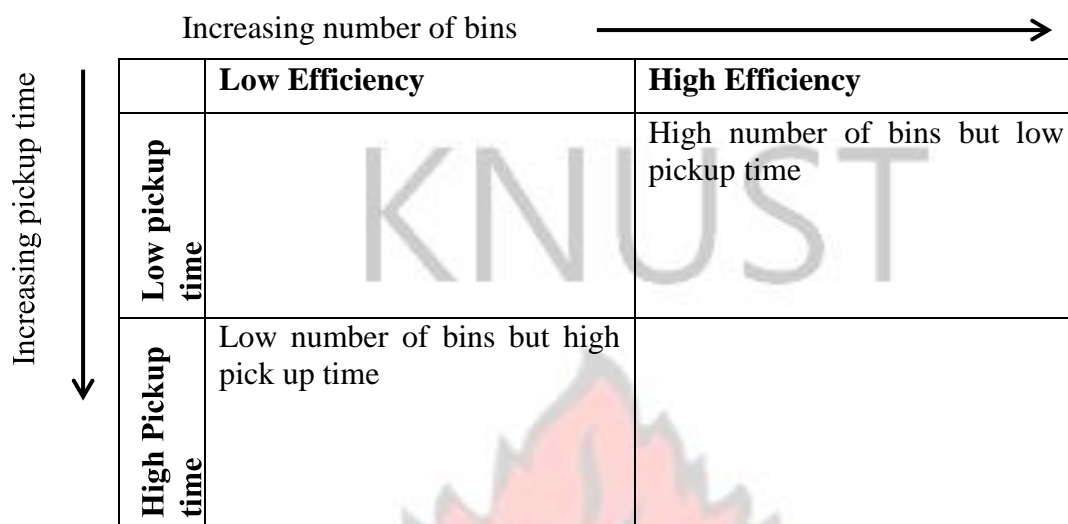 Increasing number of bins
Increasing pickup time
Low Efficiency
High Efficiency
Low pickup
time
High number of bins but low
pickup time
KNUST
High Pickup
time
Low number of bins but high
pick up time